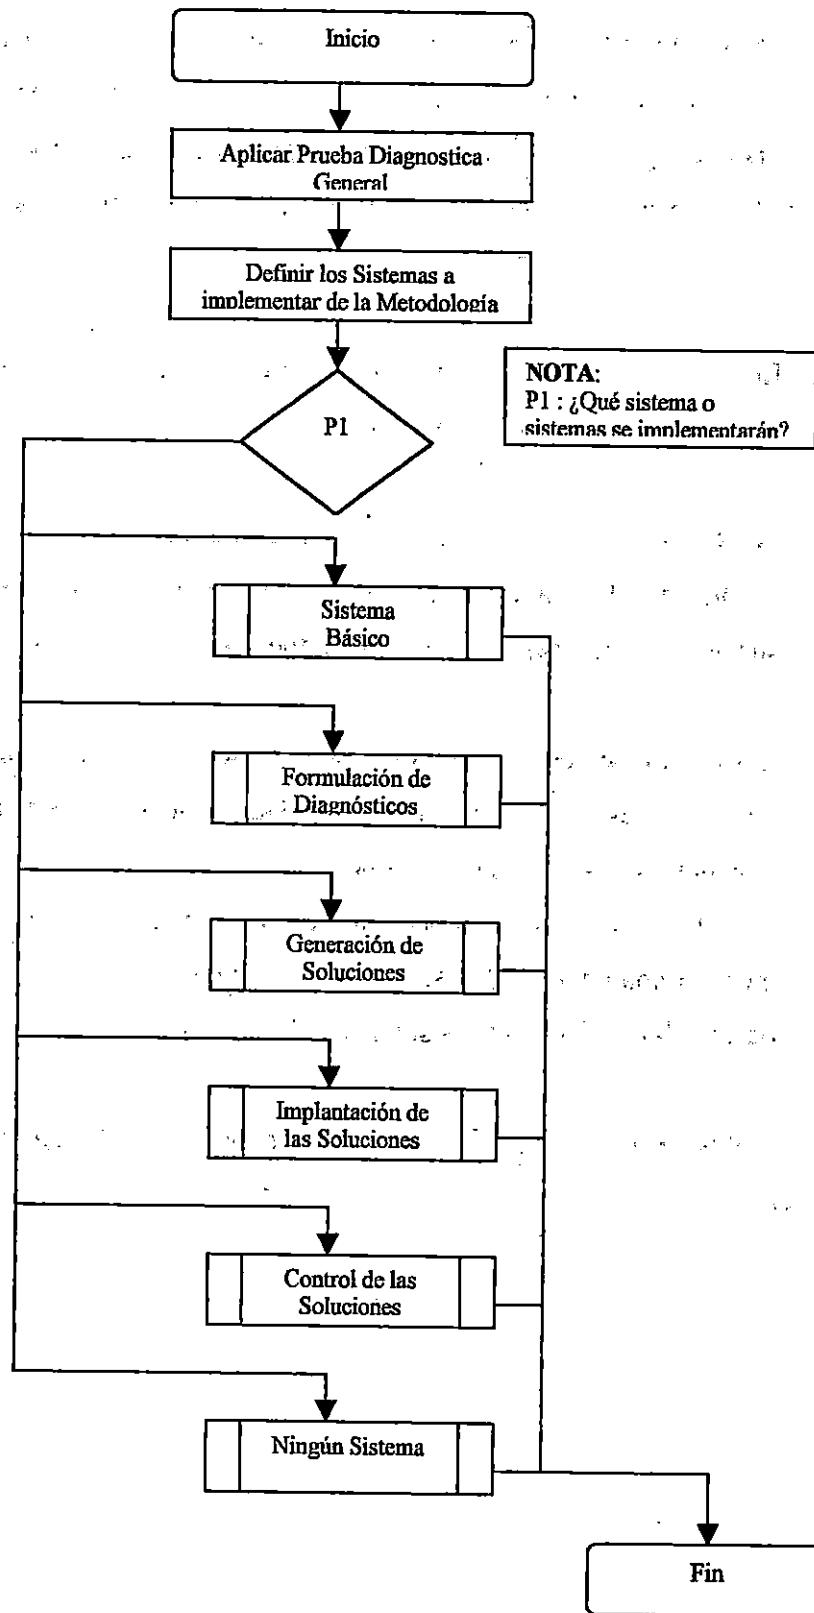 Inicio
Aplicar Prueba Diagnostica
General
Definir los Sistemas a
implementar de la Metodología
P1
NOTA:
P1 : ¿Qué sistema o
sistemas se implementarán?
Sistema
Básico
Formulación de
Diagnósticos
Generación de
Soluciones
Implantación de
las Soluciones
Control de las
Soluciones
Ningún Sistema
Fin